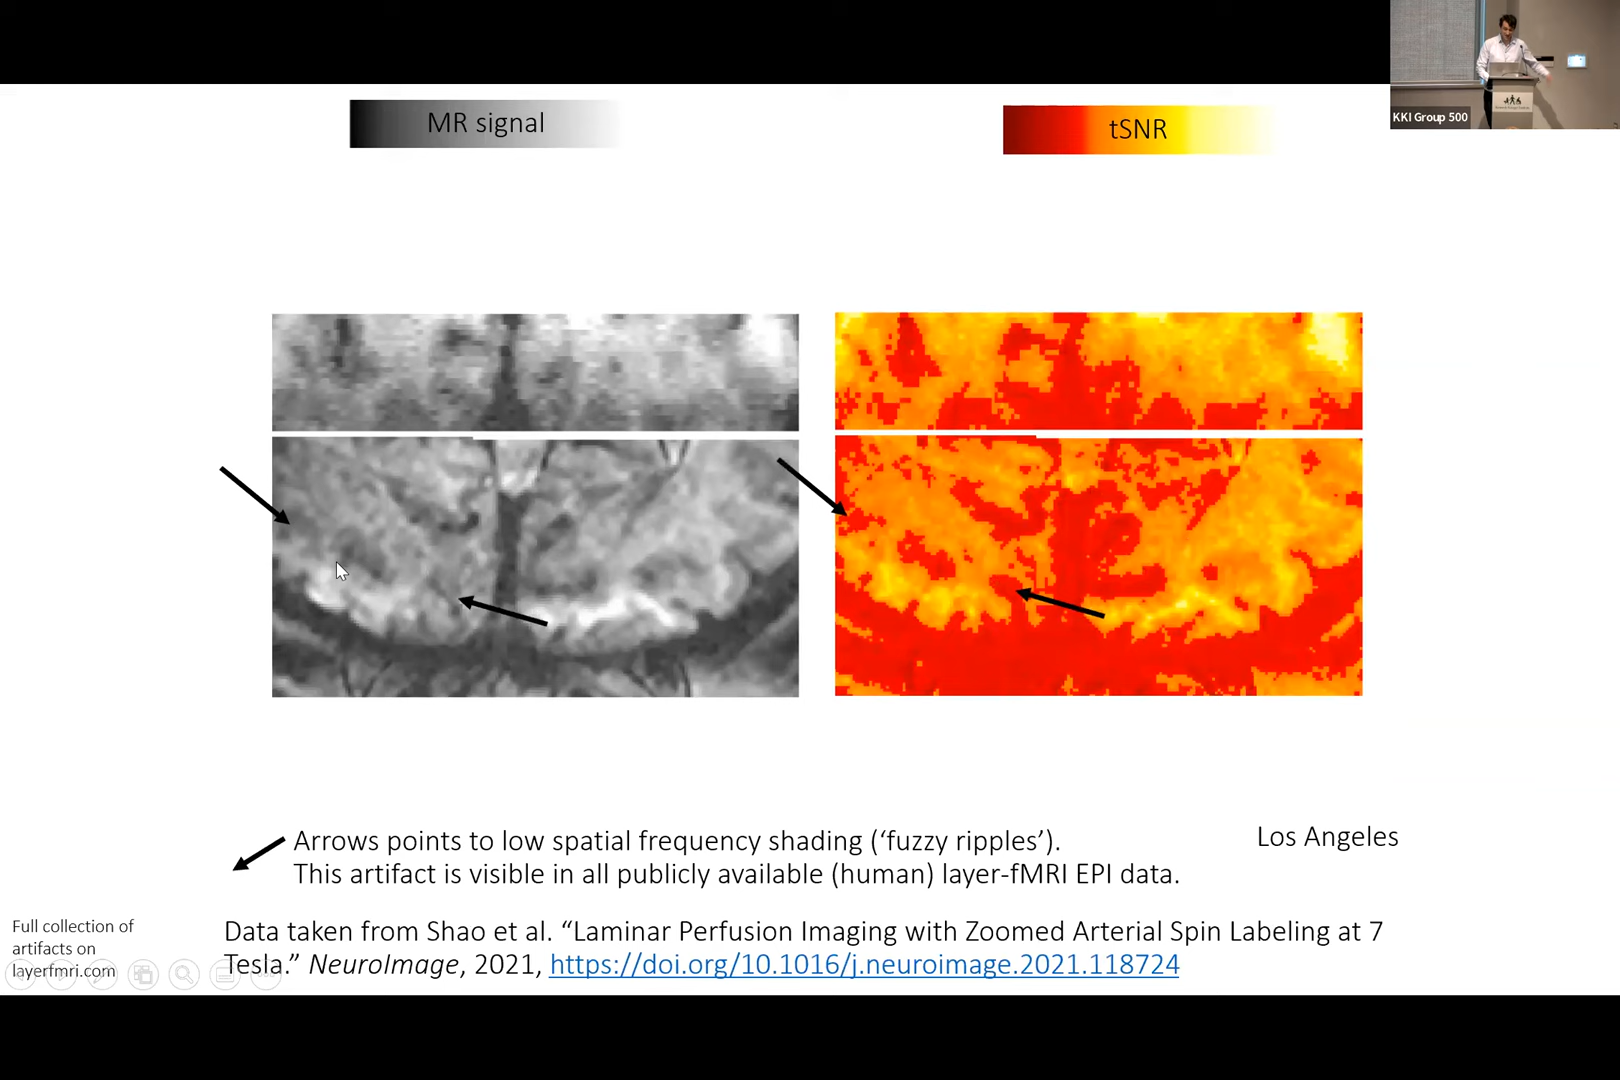 MR signal
tSNR
KKI Group 500
Arrows points to low spatial frequency shading (‘fuzzy ripples’).
This artifact is visible in all publicly available (human) layer-fMRI EPI data.
Los Angeles
Full collection of
artifacts on
layerfmri.com
Data taken from Shao et al. “Laminar Perfusion Imaging with Zoomed Arterial Spin Labeling at 7
Tesla.” NeuroImage, 2021, https://doi.org/10.1016/j.neuroimage.2021.118724